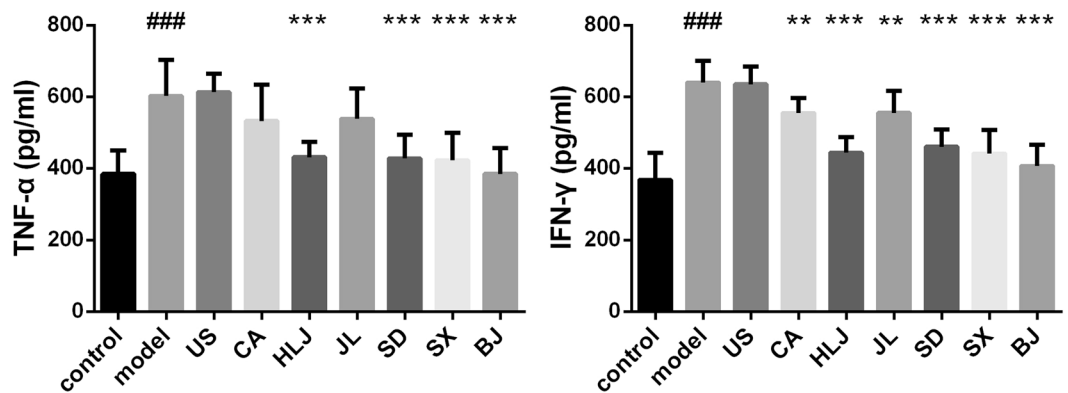 800 ### *** *** *** ***
600
400
200
0
TNF-α (pg/ml)
control model US CA HLJ JL SD SX BJ
800 ### ** *** ** *** *** ***
600
400
200
0
IFN-γ (pg/ml)
control model US CA HLJ JL SD SX BJ